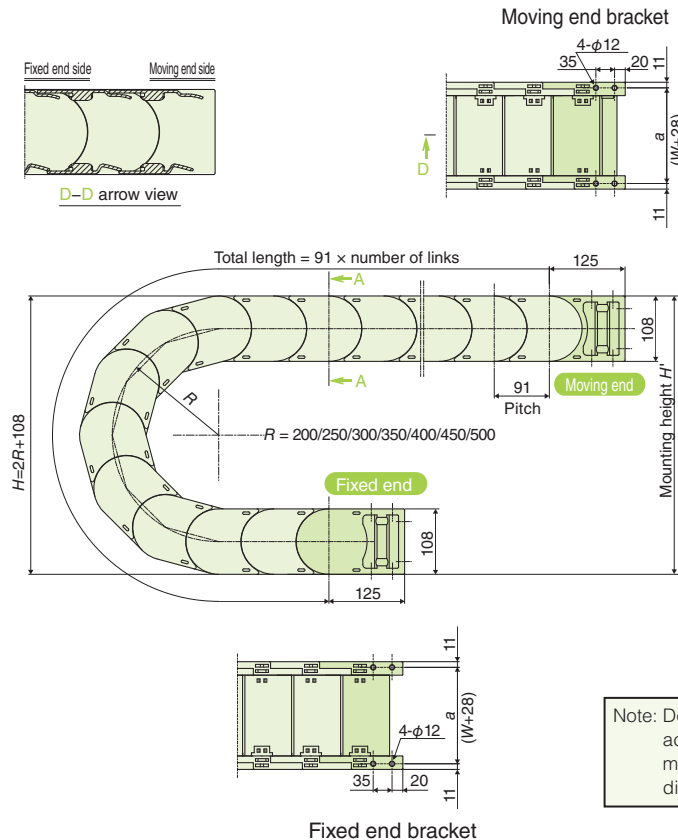 Moving end bracket
4-φ12
35
20
11
Fixed end side
Moving end side
a
(W+28)
D
D–D arrow view
11
Total length = 91 × number of links
125
A
108
A
91
Moving end
Pitch
R
R = 200/250/300/350/400/450/500
H=2R+108
Mounting height H'
Fixed end
108
125
11
a
(W+28)
4-φ12
35
20
11
Note:
Fixed end bracket